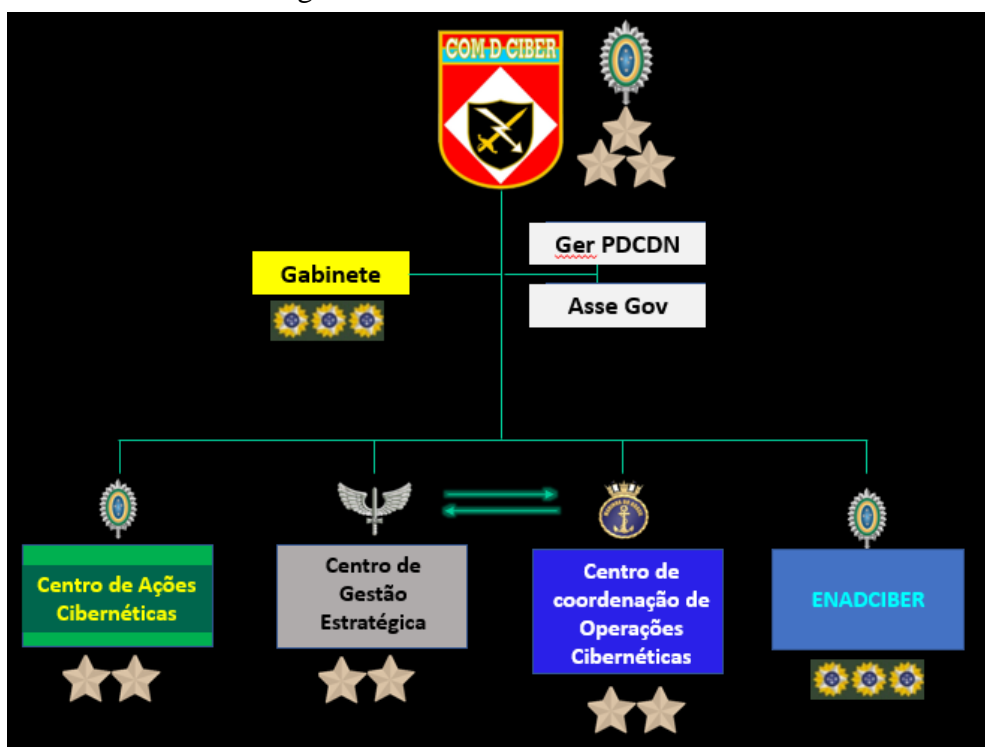 COM D CIBER
Ger PDCDN
Gabinete
Asse Gov
Centro de Ações
Cibernéticas
Centro de
Gestão
Estratégica
Centro de
coordenação de
Operações
Cibernéticas
ENADCIBER